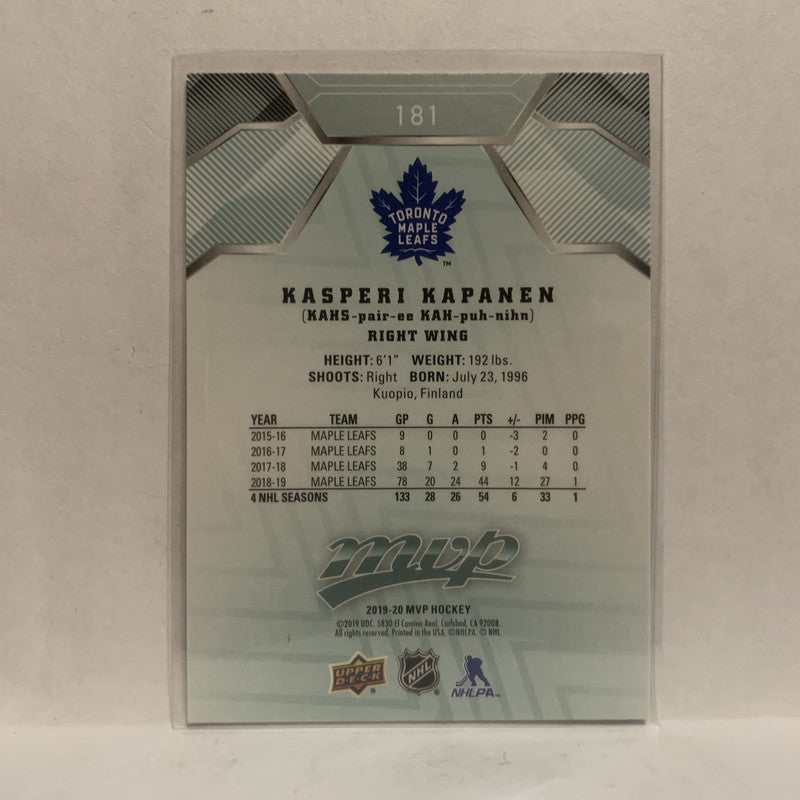 181
TORONTO
MAPLE
LEAFS
TM
KASPERI KAPANEN
(KAHS-pair-ee KAH-puh-nihn)
RIGHT WING
HEIGHT: 6'1" WEIGHT: 192 lbs.
SHOOTS: Right BORN: July 23, 1996
Kuopio, Finland
YEAR TEAM GP G A PTS +/- PIM PPG
2015-16 MAPLE LEAFS 9 0 0 0 -3 2 0
2016-17 MAPLE LEAFS 8 1 0 1 -2 0 0
2017-18 MAPLE LEAFS 38 7 2 9 -1 4 0
2018-19 MAPLE LEAFS 78 20 24 44 12 27 1
4 NHL SEASONS 133 28 26 54 6 33 1
mvp
2019-20 MVP HOCKEY
©2019 UDC. 5830 El Camino Real, Carlsbad, CA 92008.
All rights reserved. Printed in the USA. ©NHLPA. © NHL.
UPPER DECK ® NHL ® NHLPA™